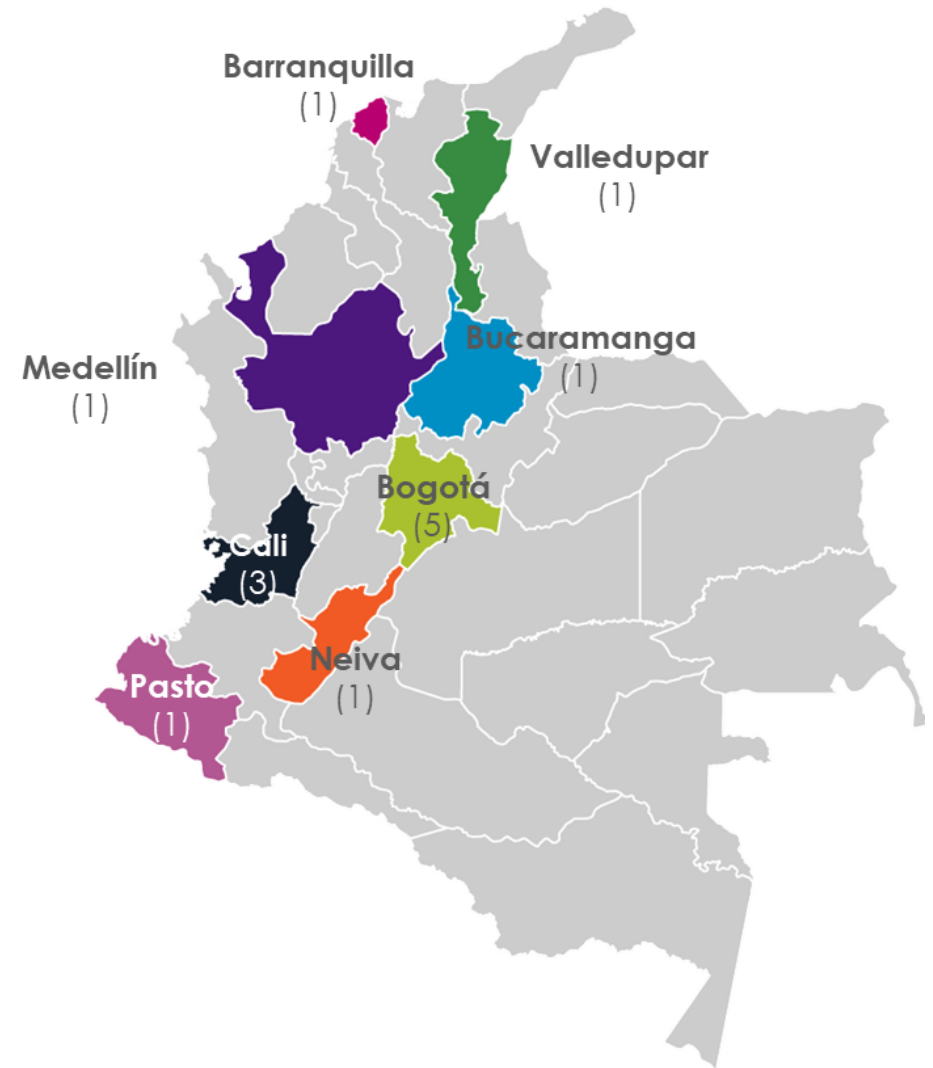 Barranquilla
(1)
Valledupar
(1)
Bucaramanga
(1)
Medellín
(1)
Bogotá
(5)
Cali
(3)
Neiva
(1)
Pasto
(1)